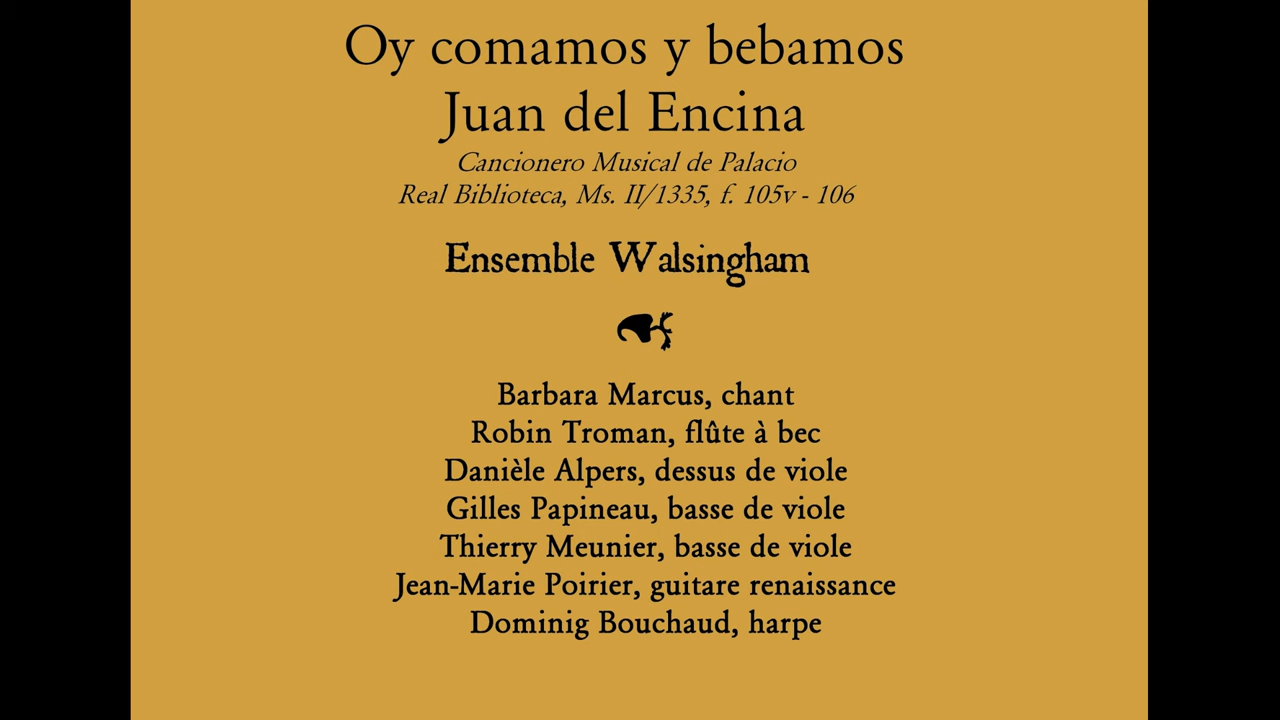 Oy comamos y bebamos
Juan del Encina
Cancionero Musical de Palacio
Real Biblioteca, Ms. II/1335, f. 105v - 106
Ensemble Walsingham
Barbara Marcus, chant
Robin Troman, flûte à bec
Danièle Alpers, dessus de viole
Gilles Papineau, basse de viole
Thierry Meunier, basse de viole
Jean-Marie Poirier, guitare renaissance
Dominig Bouchaud, harpe